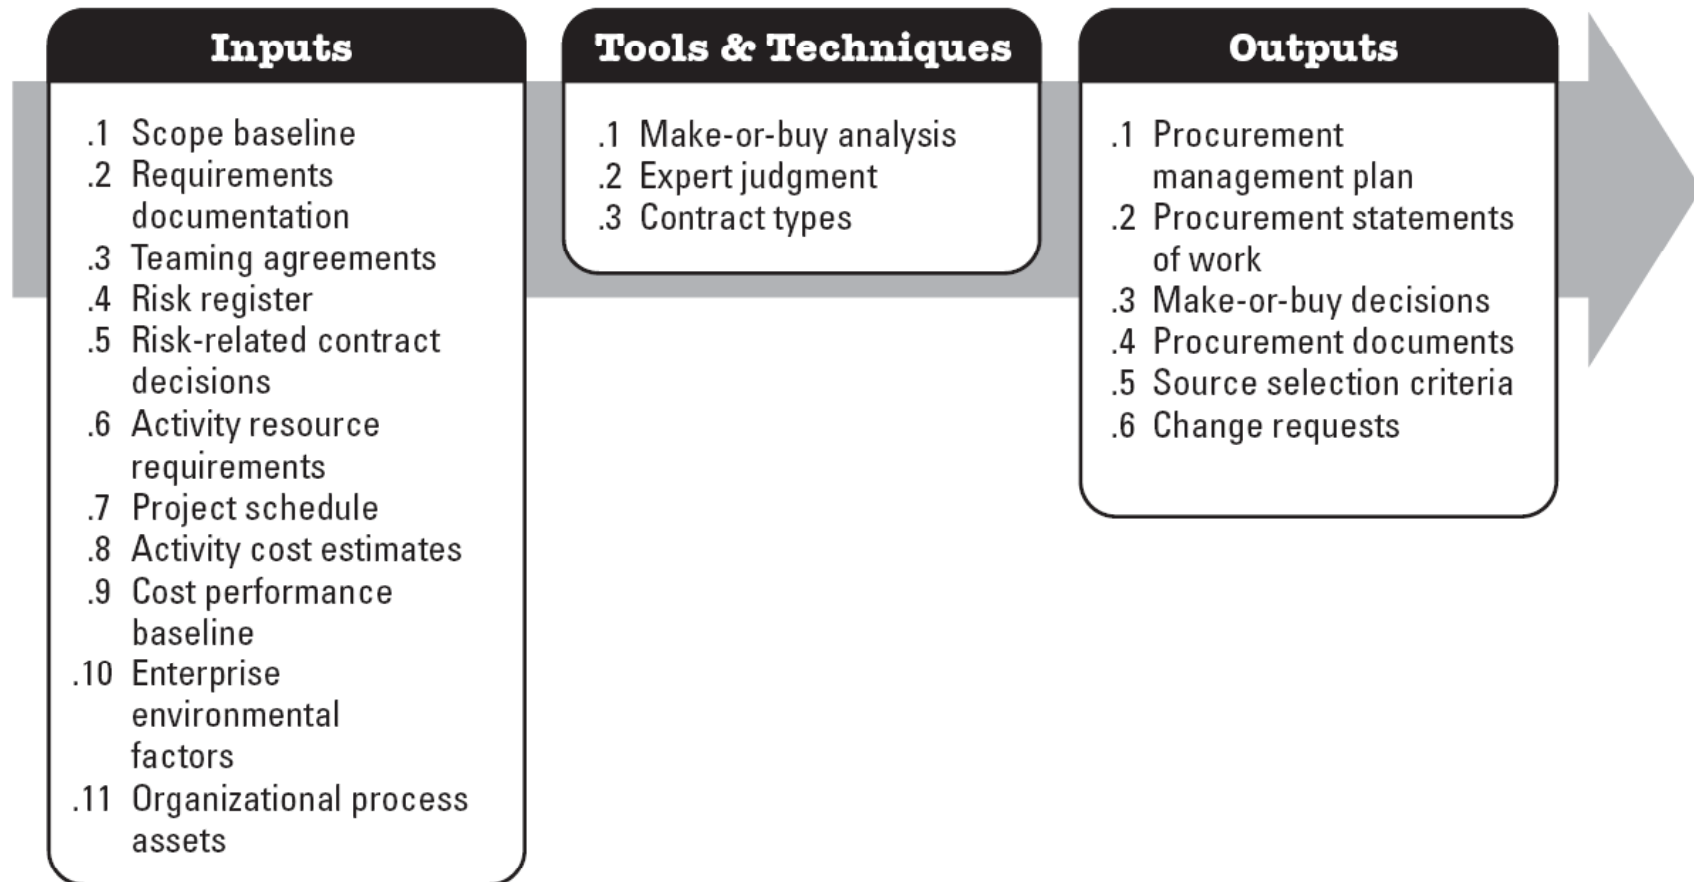 Inputs
.1 Scope baseline
.2 Requirements
documentation
.3 Teaming agreements
.4 Risk register
.5 Risk-related contract
decisions
.6 Activity resource
requirements
.7 Project schedule
.8 Activity cost estimates
.9 Cost performance
baseline
.10 Enterprise
environmental
factors
.11 Organizational process
assets
Tools & Techniques
.1 Make-or-buy analysis
.2 Expert judgment
.3 Contract types
Outputs
.1 Procurement
management plan
.2 Procurement statements
of work
.3 Make-or-buy decisions
.4 Procurement documents
.5 Source selection criteria
.6 Change requests